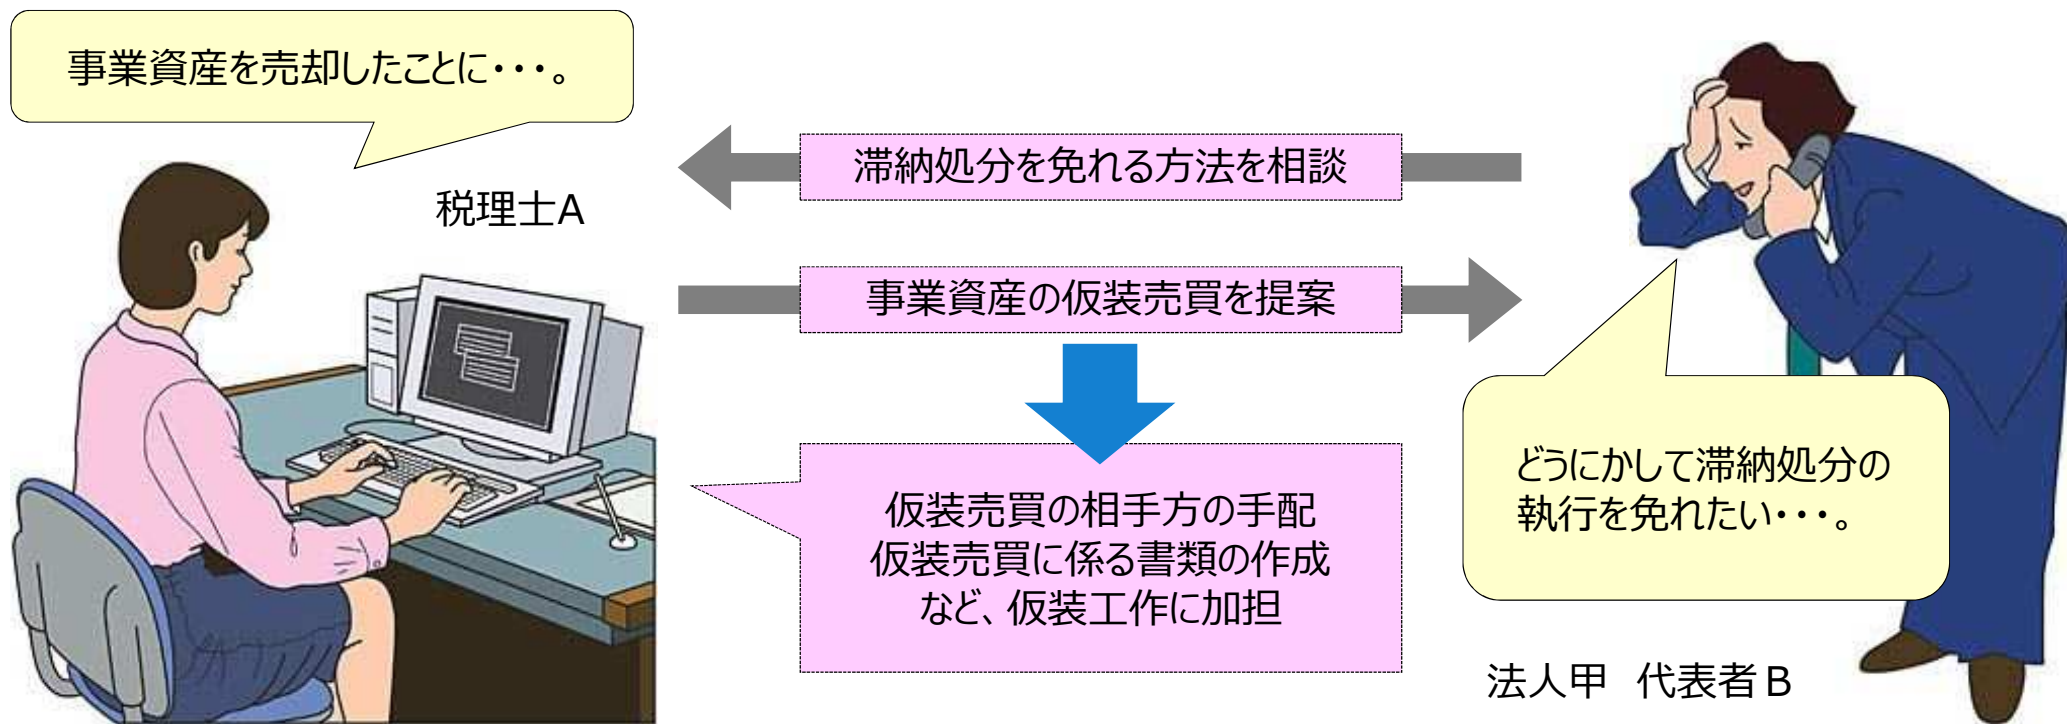 事業資産を売却したことに・・・。
税理士A
滞納処分を免れる方法を相談
事業資産の仮装売買を提案
仮装売買の相手方の手配
仮装売買に係る書類の作成
など、仮装工作に加担
どうにかして滞納処分の
執行を免れたい・・・。
法人甲　代表者B